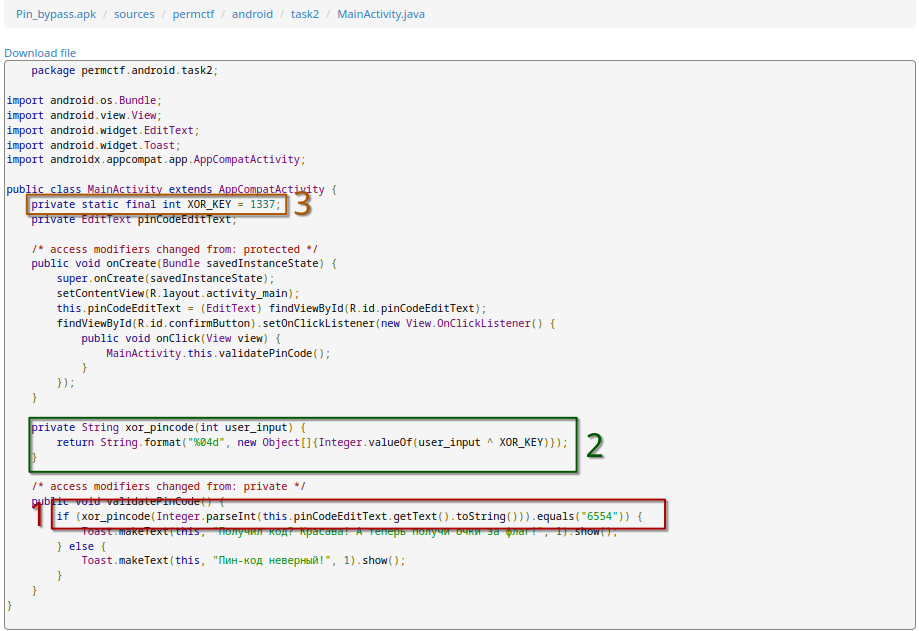 Pin_bypass.apk / sources / permctf / android / task2 / MainActivity.java
Download file
package permctf.android.task2;
import android.os.Bundle;
import android.view.View;
import android.widget.EditText;
import android.widget.Toast;
import androidx.appcompat.app.AppCompatActivity;
public class MainActivity extends AppCompatActivity {
private static final int XOR_KEY = 1337; 3
private EditText pinCodeEditText;
/* access modifiers changed from: protected */
public void onCreate(Bundle savedInstanceState) {
super.onCreate(savedInstanceState);
setContentView(R.layout.activity_main);
this.pinCodeEditText = (EditText) findViewById(R.id.pinCodeEditText);
findViewById(R.id.confirmButton).setOnClickListener(new View.OnClickListener() {
public void onClick(View view) {
MainActivity.this.validatePinCode();
}
});
}
private String xor_pincode(int user_input) {
return String.format("%04d", new Object[]{Integer.valueOf(user_input ^ XOR_KEY)}); 2
}
/* access modifiers changed from: private */
public void validatePinCode() {
1 if (xor_pincode(Integer.parseInt(this.pinCodeEditText.getText().toString())).equals("6554")) {
Toast.makeText(this, "Получил код? Красава! А теперь получи очки за флаг!", 1).show();
} else {
Toast.makeText(this, "Пин-код неверный!", 1).show();
}
}
}